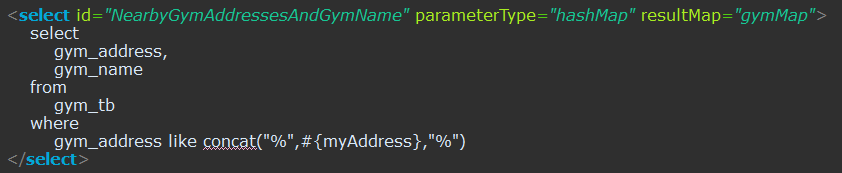 <select id="NearbyGymAddressesAndGymName" parameterType="hashMap" resultMap="gymMap">
select
gym_address,
gym_name
from
gym_tb
where
gym_address like concat("%",#{myAddress},"%")
</select>